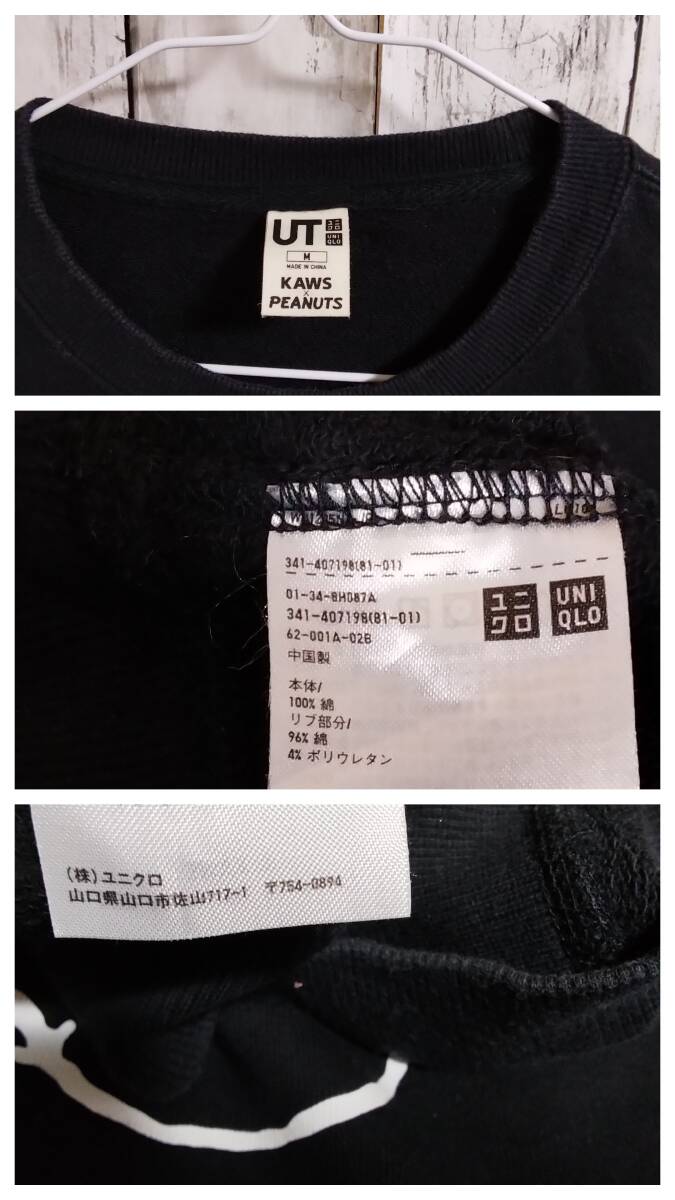 UT ユニクロ
UNIQLO
M
MADE IN CHINA
KAWS
×
PEANUTS
341-407198(81-01)
01-34-BH087A
341-407198(81-01)
62-001A-02B
中国製
ユニクロ UNIQLO
本体/
100% 綿
リブ部分/
96% 綿
4% ポリウレタン
(株)ユニクロ
山口県山口市佐山717-1 〒754-0894